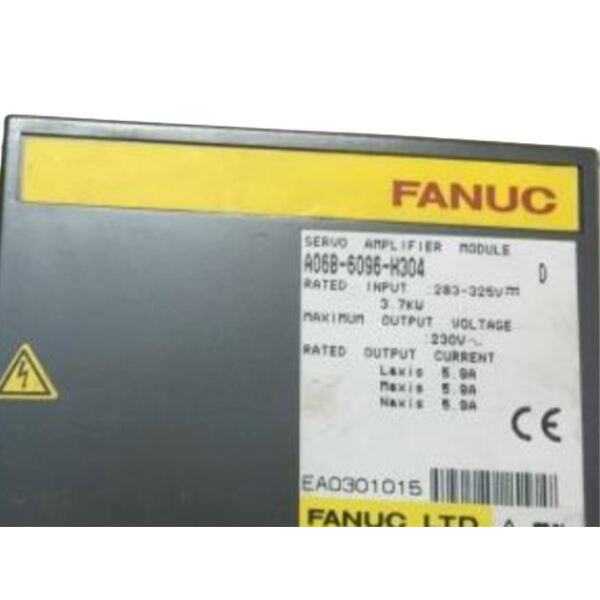 FANUC
SERVO AMPLIFIER MODULE
A06B-6096-H304 D
RATED INPUT 283-325V⎓
3.7KW
MAXIMUM OUTPUT VOLTAGE
230V~
RATED OUTPUT CURRENT
Laxis 5.9A
Maxis 5.9A
Naxis 5.9A
CE
EA0301015
FANUC LTD